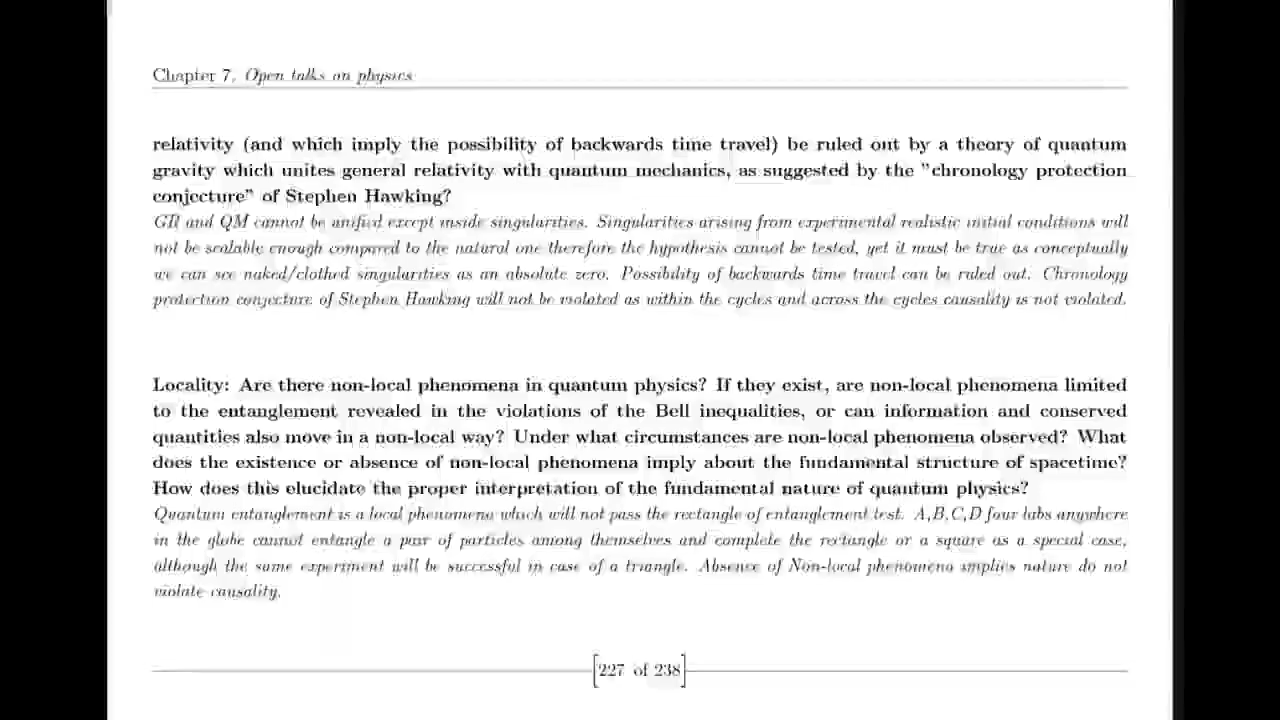 Chapter 7. Open talks on physics
relativity (and which imply the possibility of backwards time travel) be ruled out by a theory of quantum
gravity which unites general relativity with quantum mechanics, as suggested by the "chronology protection
conjecture" of Stephen Hawking?
GR and QM cannot be unified except inside singularities. Singularities arising from experimental realistic initial conditions will
not be scalable enough compared to the natural one therefore the hypothesis cannot be tested, yet it must be true as conceptually
we can see naked/clothed singularities as an absolute zero. Possibility of backwards time travel can be ruled out. Chronology
protection conjecture of Stephen Hawking will not be violated as within the cycles and across the cycles causality is not violated.
Locality: Are there non-local phenomena in quantum physics? If they exist, are non-local phenomena limited
to the entanglement revealed in the violations of the Bell inequalities, or can information and conserved
quantities also move in a non-local way? Under what circumstances are non-local phenomena observed? What
does the existence or absence of non-local phenomena imply about the fundamental structure of spacetime?
How does this elucidate the proper interpretation of the fundamental nature of quantum physics?
Quantum entanglement is a local phenomena which will not pass the rectangle of entanglement test. A,B,C,D four labs anywhere
in the globe cannot entangle a pair of particles among themselves and complete the rectangle or a square as a special case,
although the same experiment will be successful in case of a triangle. Absence of Non-local phenomena implies nature do not
violate causality.
227 of 238